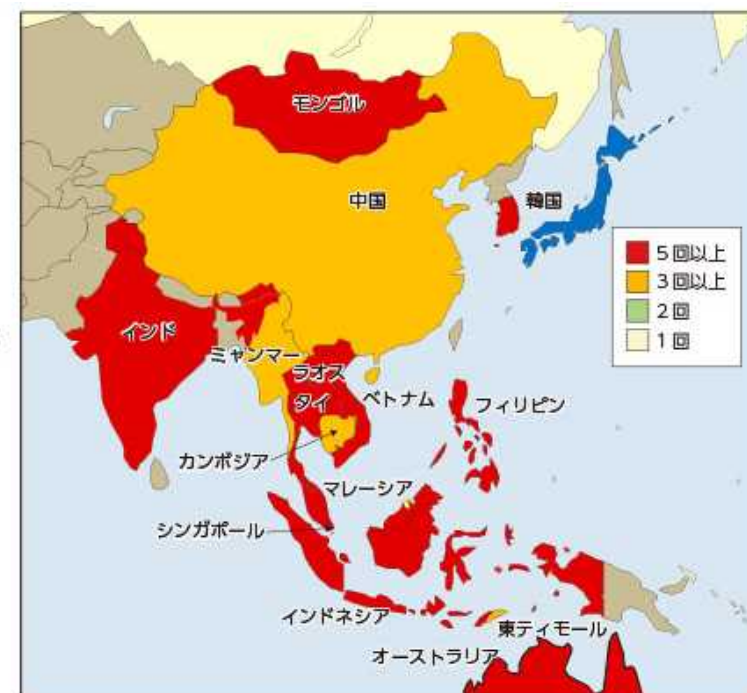 モンゴル
中国
韓国
5回以上
3回以上
2回
1回
インド
ミャンマー
ラオス
タイ
ベトナム
フィリピン
カンボジア
マレーシア
シンガポール
インドネシア
東ティモール
オーストラリア